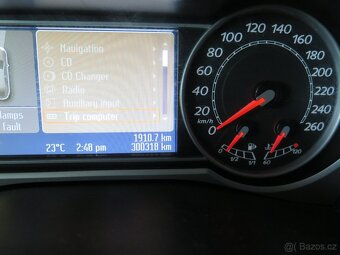 Navigation
CD
CD Changer
Radio
Auxiliary input
Trip computer
lamps
fault
1910.7 km
23°C 2:48 pm 300318 km
0
20
40
60
80
100
120
140
160
180
200
220
240
260
km/h
0 1/2 1/1
60 120
Bazos.cz